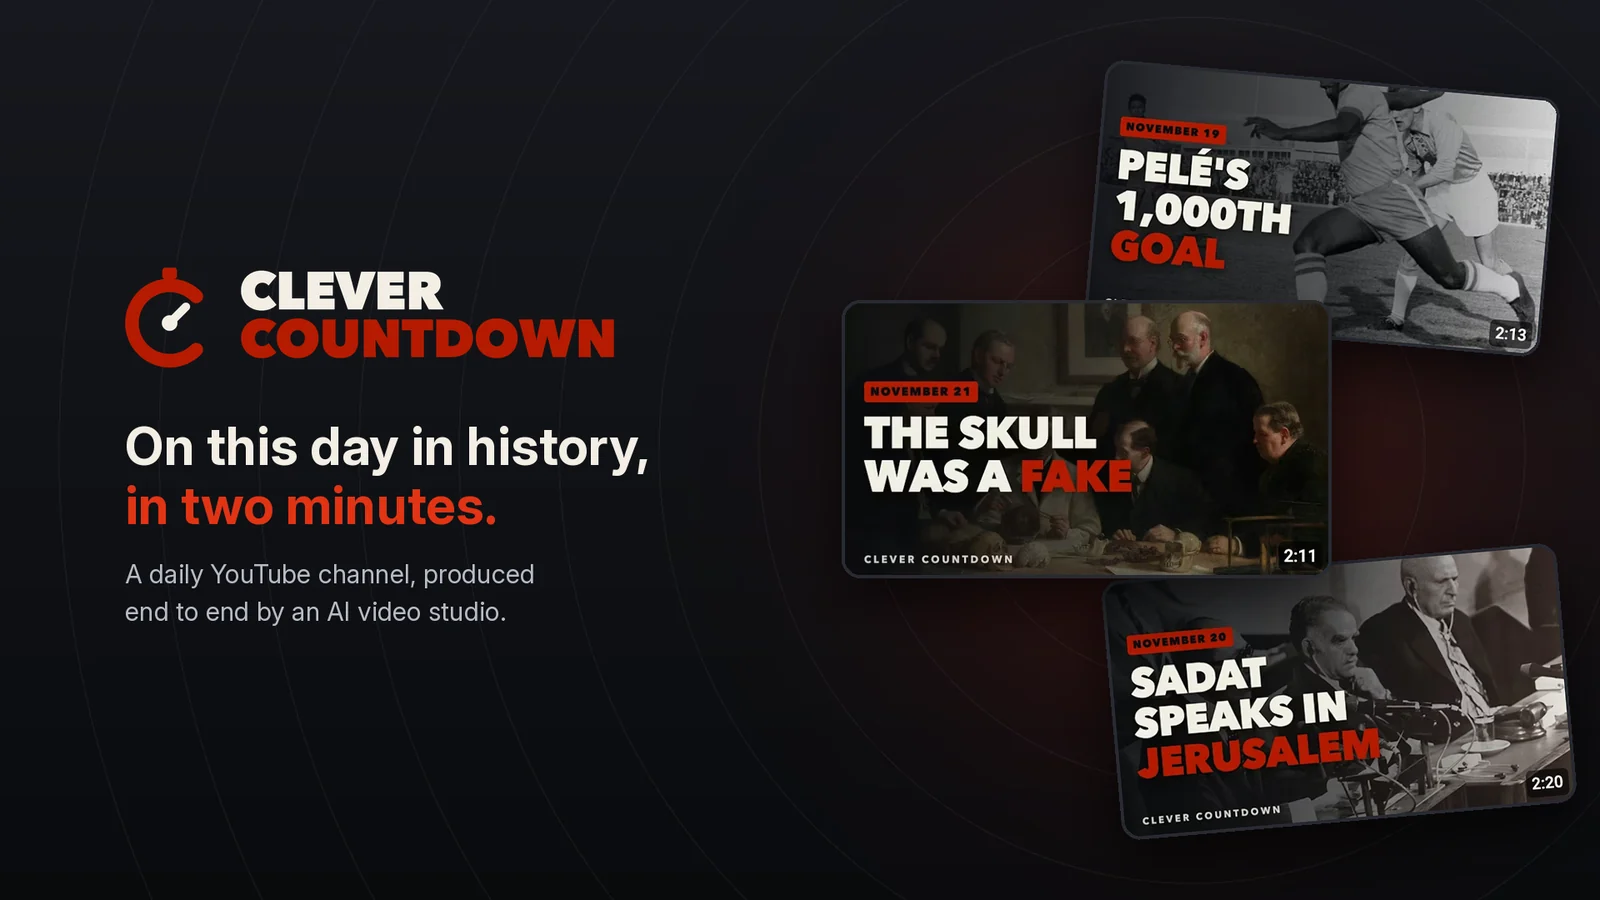 CLEVER
COUNTDOWN
On this day in history,
in two minutes.
A daily YouTube channel, produced
end to end by an AI video studio.
NOVEMBER 19
PELÉ'S
1,000TH
GOAL
2:13
NOVEMBER 21
THE SKULL
WAS A FAKE
CLEVER COUNTDOWN
2:11
NOVEMBER 20
SADAT
SPEAKS IN
JERUSALEM
CLEVER COUNTDOWN
2:20